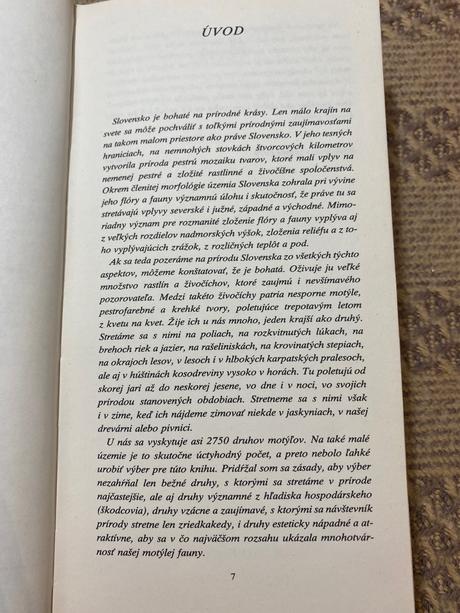 ÚVOD
Slovensko je bohaté na prírodné krásy. Len málo krajín na
svete sa môže pochváliť s toľkými prírodnými zaujímavosťami
na takom malom priestore ako práve Slovensko. V jeho tesných
hraniciach, na nemnohých stovkách štvorcových kilometrov
vytvorila príroda pestrú mozaiku tvarov, ktoré mali vplyv na
nemenej pestré a zložité rastlinné a živočíšne spoločenstvá.
Okrem členitej morfológie územia Slovenska zohrala pri vývine
jeho flóry a fauny významnú úlohu i skutočnosť, že práve tu sa
stretávajú vplyvy severské i južné, západné a východné. Mimo-
riadny význam pre rozmanité zloženie flóry a fauny vyplýva aj
z veľkých rozdielov nadmorských výšok, zloženia reliéfu a z to-
ho vyplývajúcich zrážok, z rozličných teplôt a pod.
Ak sa teda pozeráme na prírodu Slovenska zo všetkých týchto
aspektov, môžeme konštatovať, že je bohatá. Oživuje ju veľké
množstvo rastlín a živočíchov, ktoré zaujmú i nevšímavého
pozorovateľa. Medzi takéto živočíchy patria nesporne motýle,
pestrofarebné a krehké tvory, poletujúce trepotavým letom
z kvetu na kvet. Žije ich u nás mnoho, jeden krajší ako druhý.
Stretáme sa s nimi na poliach, na rozkvitnutých lúkach, na
brehoch riek a jazier, na rašeliniskách, na krovinatých stepiach,
na okrajoch lesov, v lesoch i v hlbokých karpatských pralesoch,
ale aj v húštinách kosodreviny vysoko v horách. Tu poletujú od
skorej jari až do neskorej jesene, vo dne i v noci, vo svojich
prírodou stanovených obdobiach. Stretneme sa s nimi však
i v zime, keď ich nájdeme zimovať niekde v jaskyniach, v našej
drevárni alebo pivnici.
U nás sa vyskytuje asi 2750 druhov motýľov. Na také malé
územie je to skutočne úctyhodný počet, a preto nebolo ľahké
urobiť výber pre túto knihu. Pridŕžal som sa zásady, aby výber
nezahŕňal len bežné druhy, s ktorými sa stretáme v prírode
najčastejšie, ale aj druhy významné z hľadiska hospodárskeho
(škodcovia), druhy vzácne a zaujímavé, s ktorými sa návštevník
prírody stretne len zriedkakedy, i druhy esteticky nápadné a at-
raktívne, aby sa v čo najväčšom rozsahu ukázala mnohotvár-
nosť našej motýlej fauny.
7